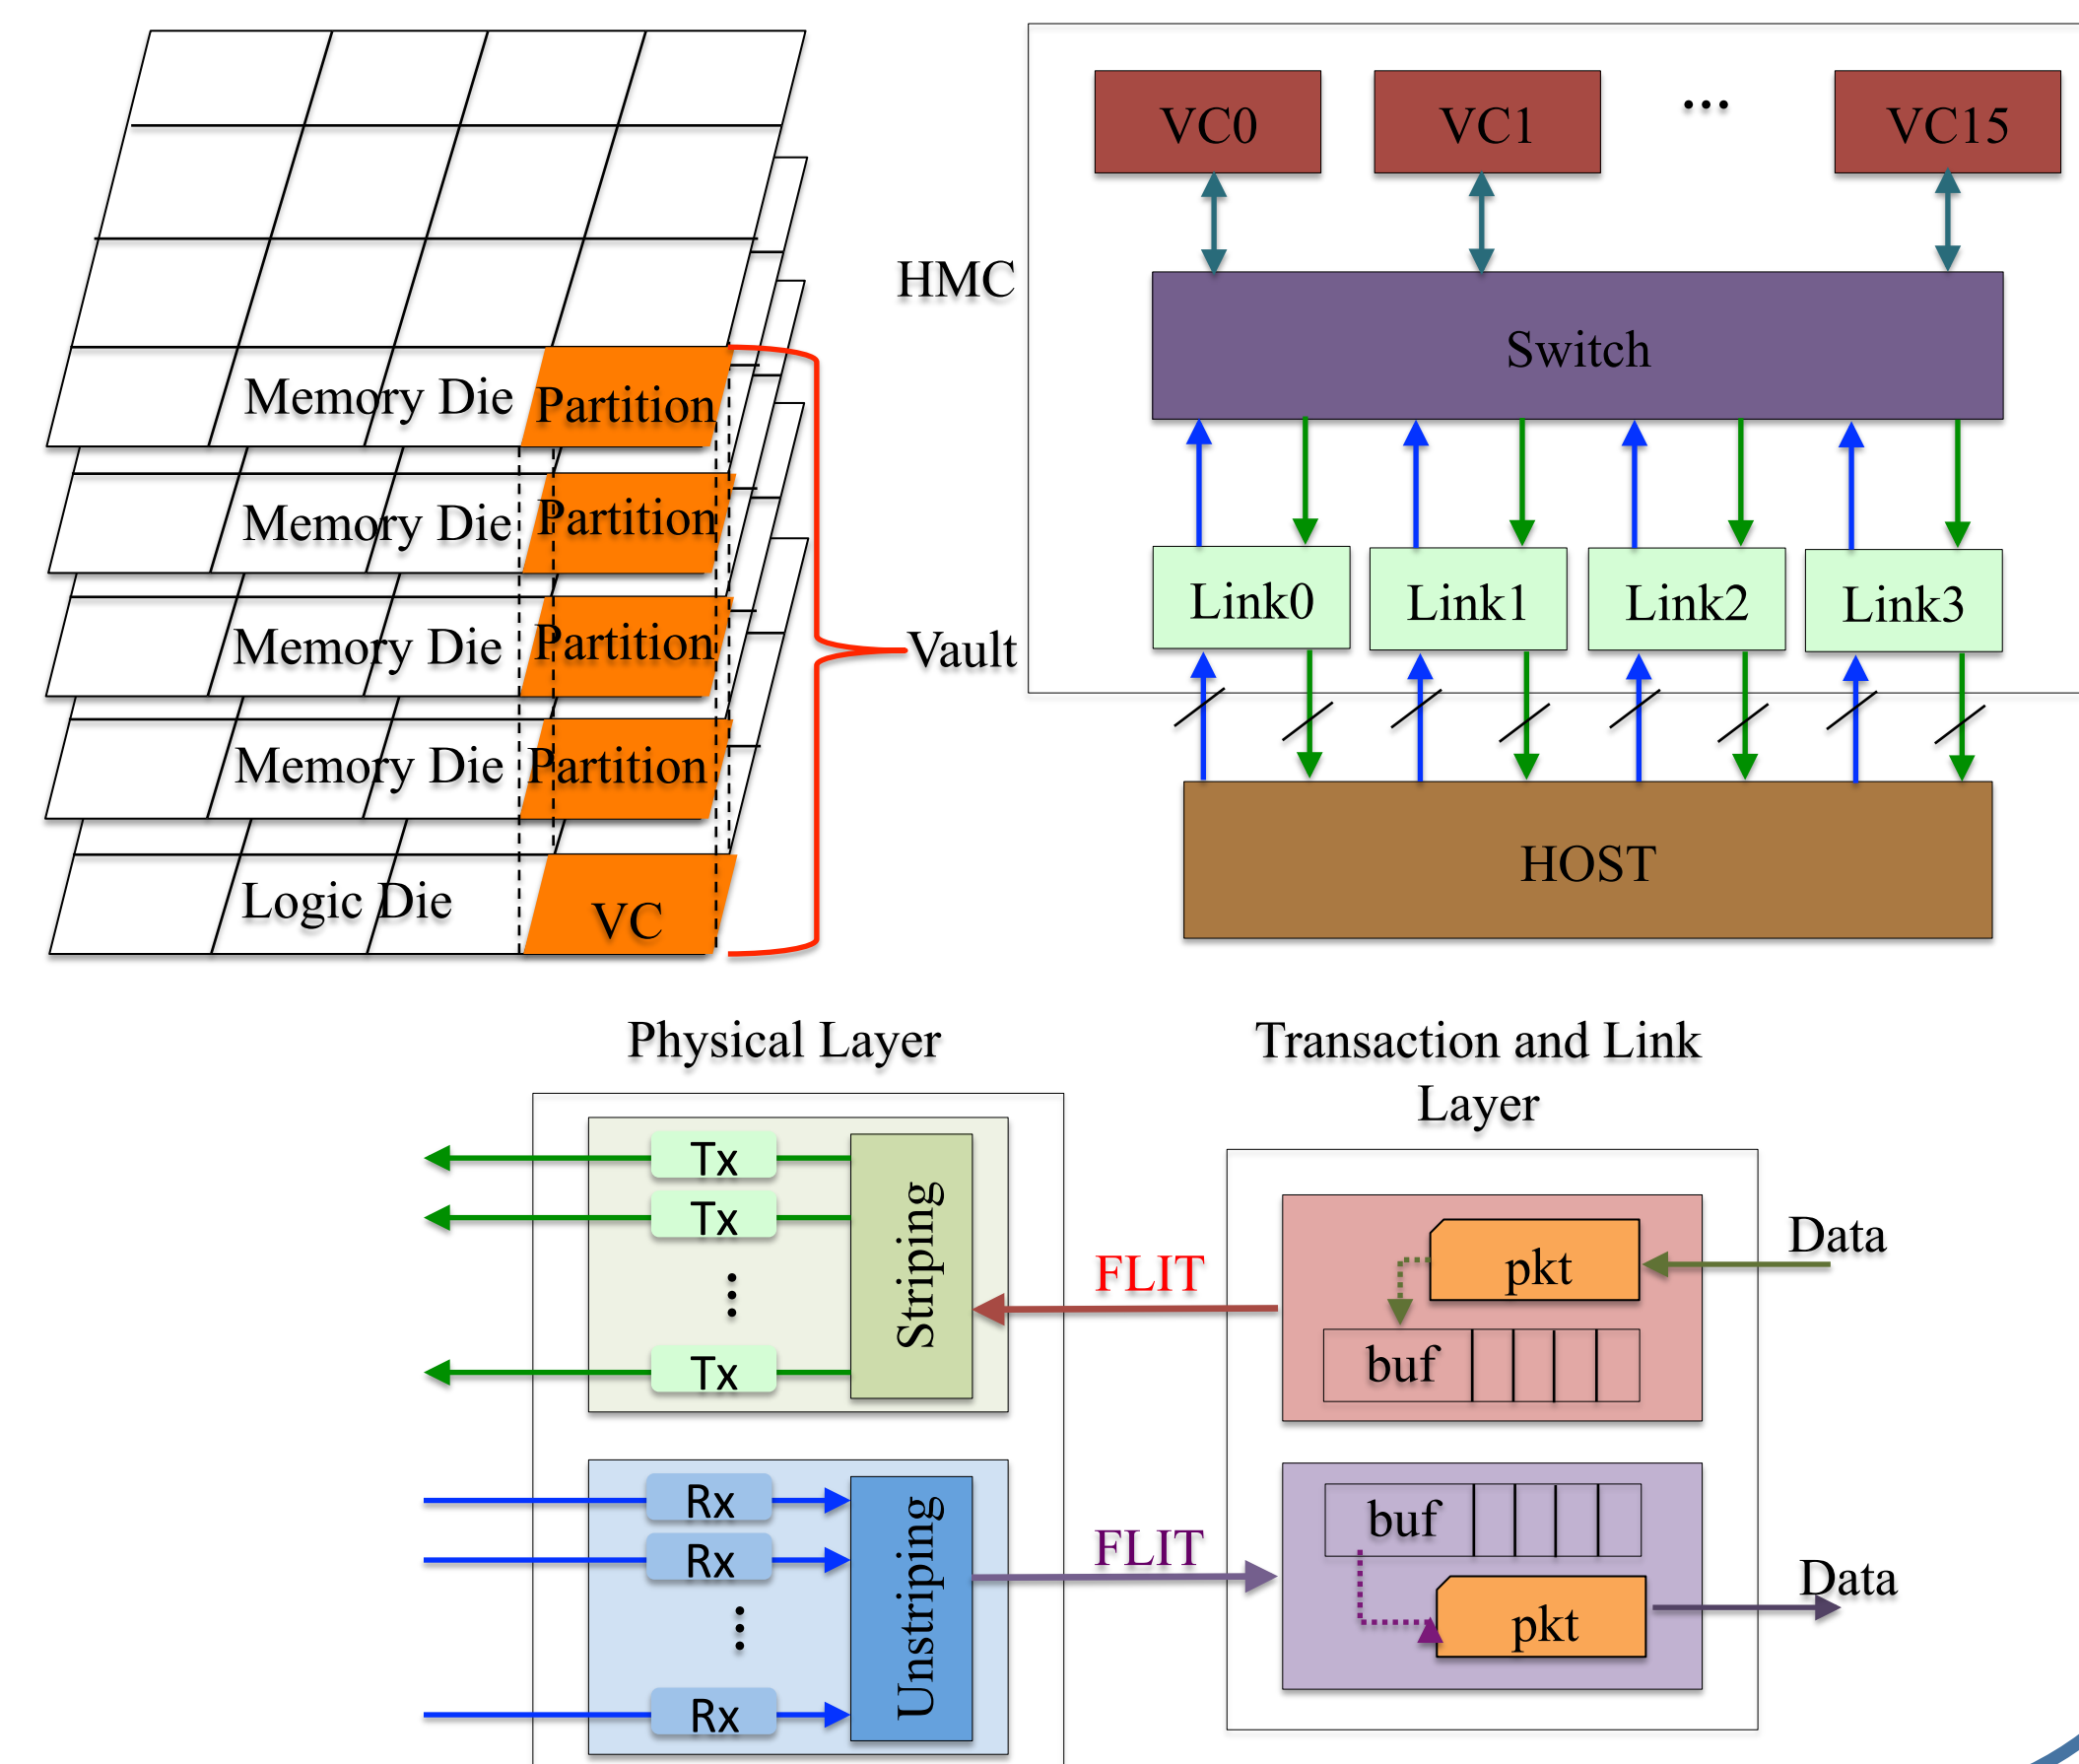 Memory Die
Partition
Memory Die
Partition
Memory Die
Partition
Memory Die
Partition
Logic Die
VC
Vault
HMC
VC0
VC1
...
VC15
Switch
Link0
Link1
Link2
Link3
HOST
Physical Layer
Tx
Tx
Tx
Striping
Rx
Rx
Rx
Unstriping
FLIT
FLIT
Transaction and Link
Layer
pkt
Data
buf
buf
pkt
Data